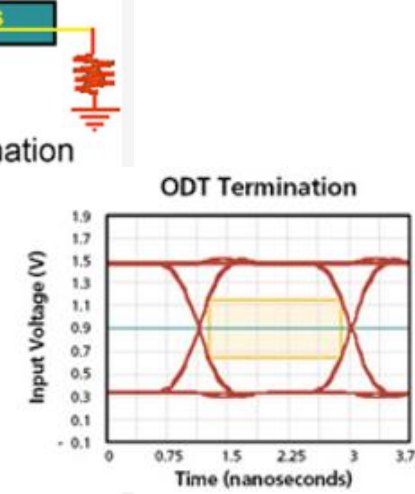 ODT Termination
Input Voltage (V)
1.9
1.7
1.5
1.3
1.1
0.9
0.7
0.5
0.3
0.1
- 0.1
0 0.75 1.5 2.25 3 3.7
Time (nanoseconds)